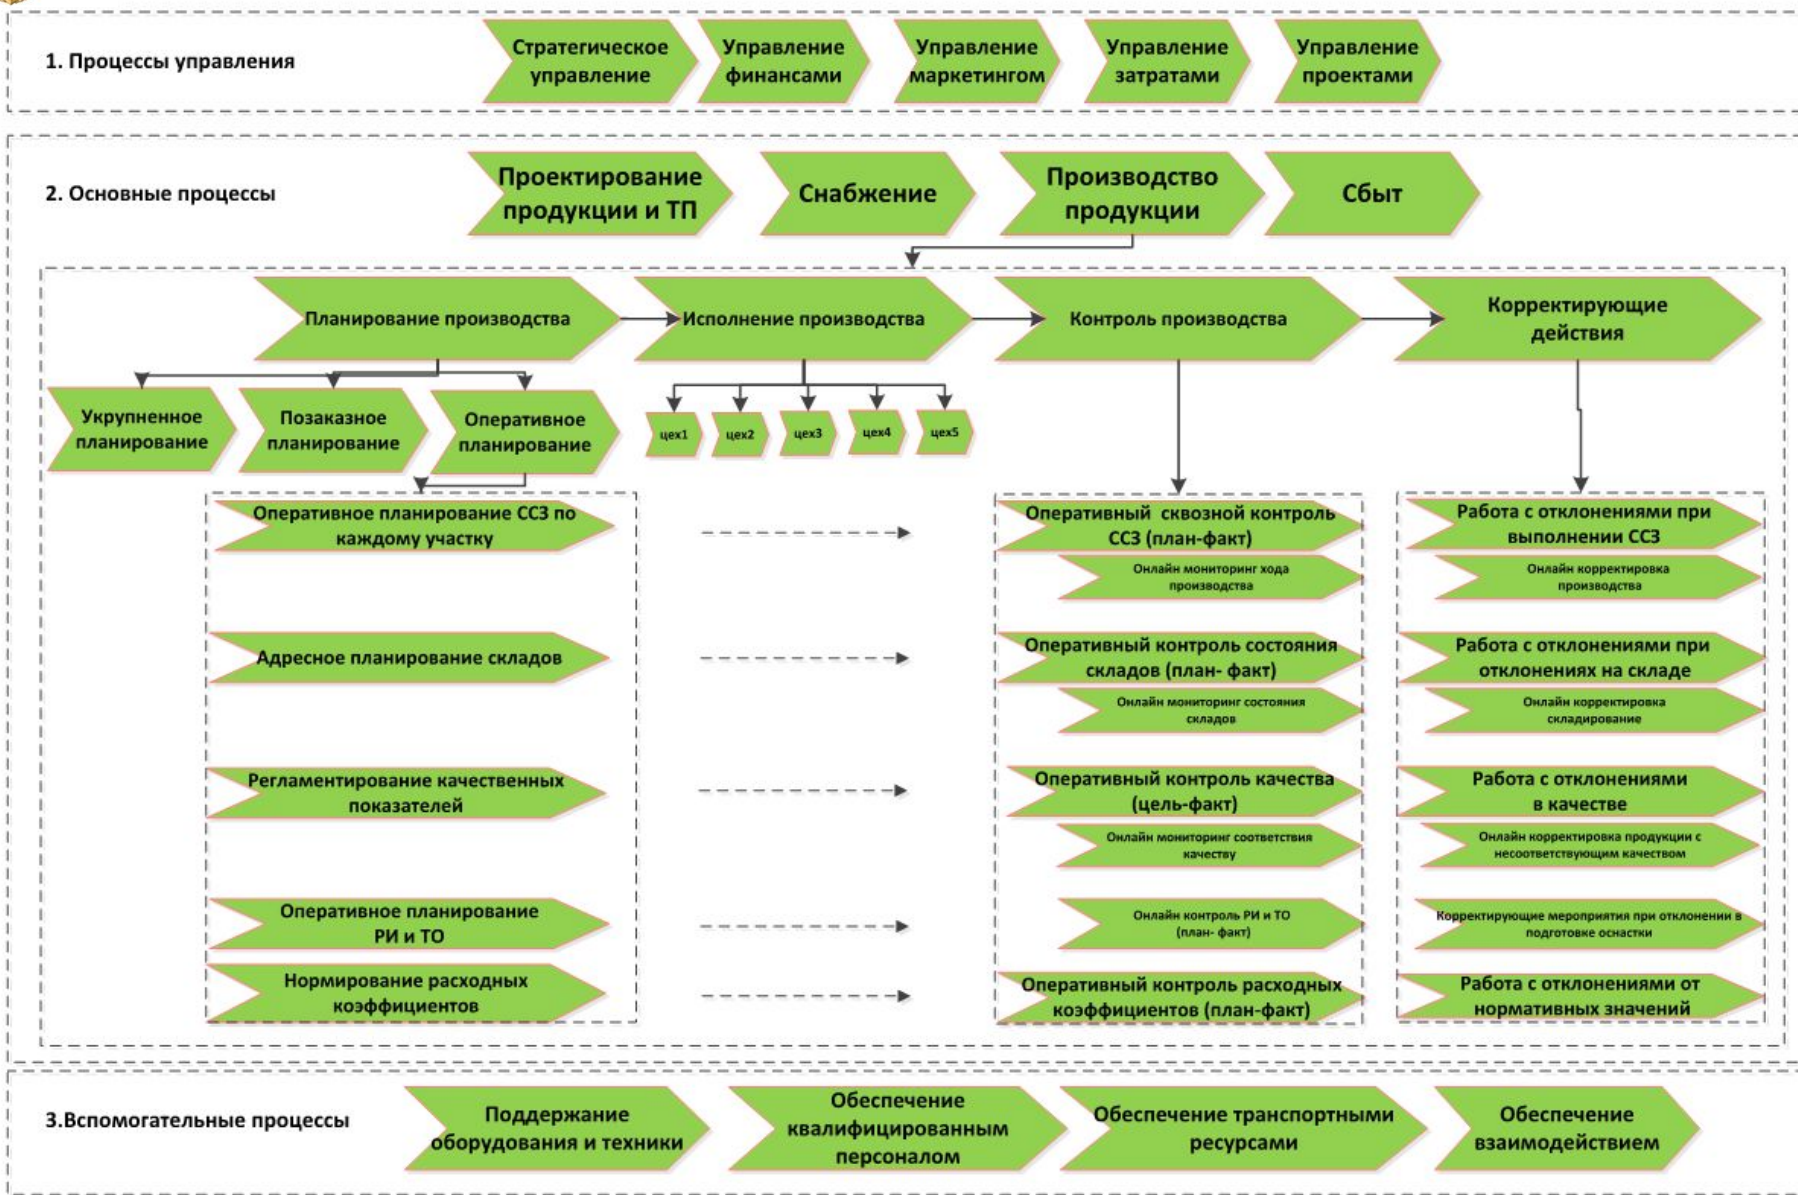 1. Процессы управления
Стратегическое
управление
Управление
финансами
Управление
маркетингом
Управление
затратами
Управление
проектами
2. Основные процессы
Проектирование
продукции и ТП
Снабжение
Производство
продукции
Сбыт
Планирование производства
Исполнение производства
Контроль производства
Корректирующие
действия
Укрупненное
планирование
Позаказное
планирование
Оперативное
планирование
цех1
цех2
цех3
цех4
цех5
Оперативное планирование ССЗ по
каждому участку
Оперативный сквозной контроль
ССЗ (план-факт)
Работа с отклонениями при
выполнении ССЗ
Онлайн мониторинг хода
производства
Онлайн корректировка
производства
Адресное планирование складов
Оперативный контроль состояния
складов (план- факт)
Работа с отклонениями при
отклонениях на складе
Онлайн мониторинг состояния
складов
Онлайн корректировка
складирование
Регламентирование качественных
показателей
Оперативный контроль качества
(цель-факт)
Работа с отклонениями
в качестве
Онлайн мониторинг соответствия
качеству
Онлайн корректировка продукции с
несоответствующим качеством
Оперативное планирование
РИ и ТО
Онлайн контроль РИ и ТО
(план- факт)
Корректирующие мероприятия при отклонении в
подготовке оснастки
Нормирование расходных
коэффициентов
Оперативный контроль расходных
коэффициентов (план-факт)
Работа с отклонениями от
нормативных значений
3.Вспомогательные процессы
Поддержание
оборудования и техники
Обеспечение
квалифицированным
персоналом
Обеспечение транспортными
ресурсами
Обеспечение
взаимодействием